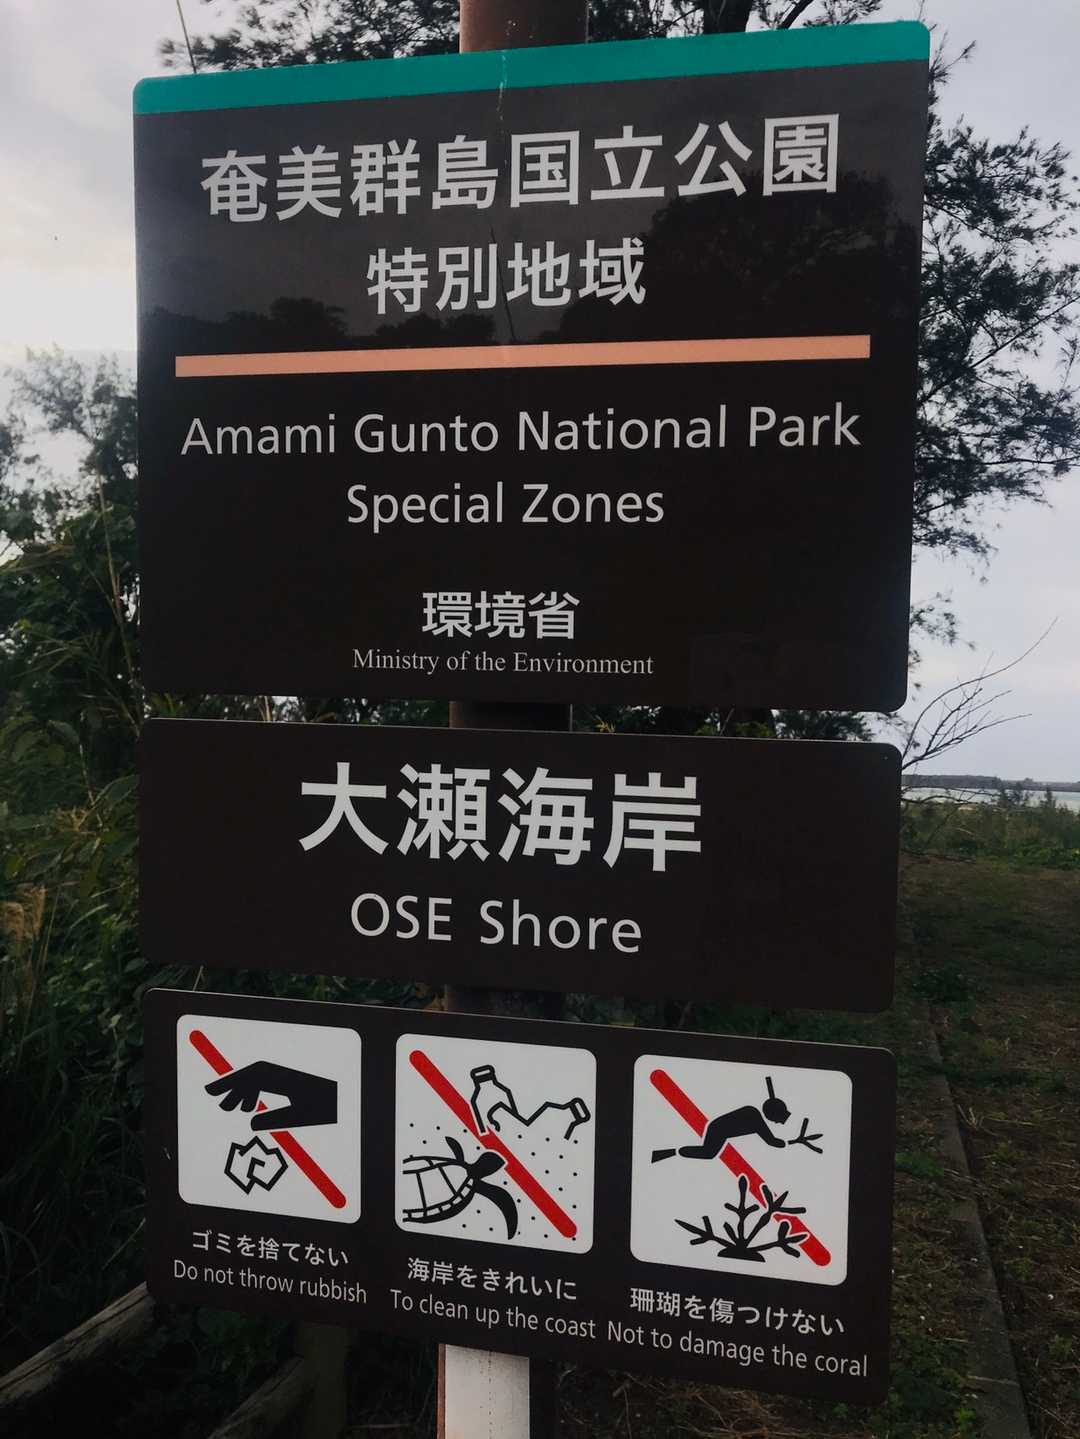 奄美群島国立公園
特別地域
Amami Gunto National Park
Special Zones
環境省
Ministry of the Environment
大瀬海岸
OSE Shore
ゴミを捨てない
Do not throw rubbish
海岸をきれいに
To clean up the coast
珊瑚を傷つけない
Not to damage the coral